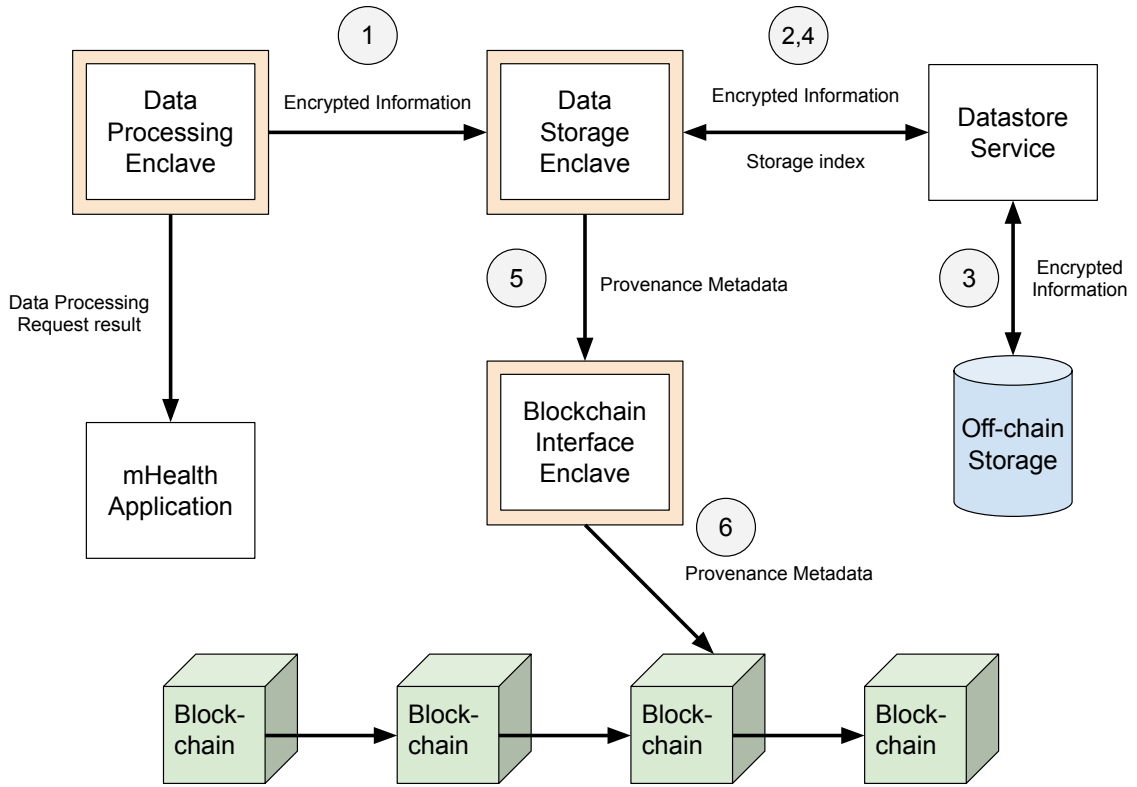 1
2,4
Data
Processing
Enclave
Encrypted Information
Data
Storage
Enclave
Encrypted Information
Storage index
Datastore
Service
Data Processing
Request result
5
Provenance Metadata
3
Encrypted
Information
mHealth
Application
Blockchain
Interface
Enclave
Off-chain
Storage
6
Provenance Metadata
Block-
chain
Block-
chain
Block-
chain
Block-
chain